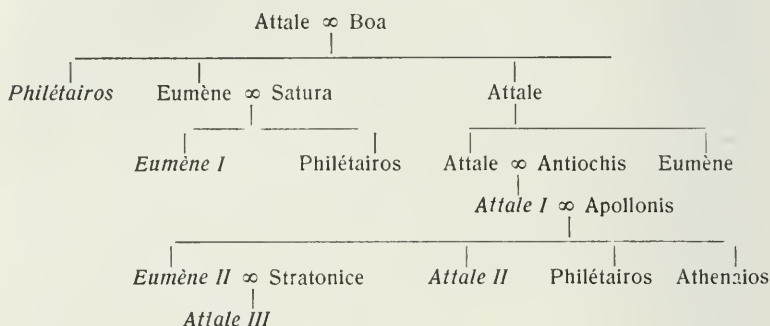 Attale ∞ Boa
Philétairos Eumène ∞ Satura Attale
Eumène I Philétairos Attale ∞ Antiochis Eumène
Attale I ∞ Apollonis
Eumène II ∞ Stratonice Attale II Philétairos Athenaios
Attale III